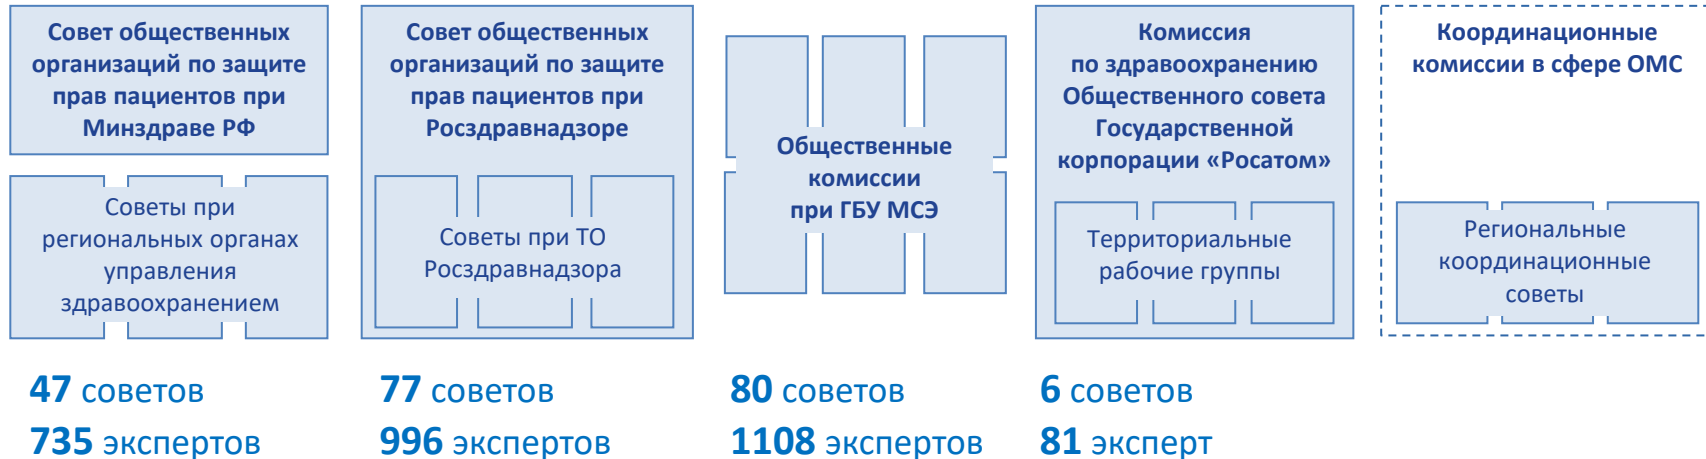 Совет общественных
организаций по защите
прав пациентов при
Минздраве РФ
Советы при
региональных органах
управления
здравоохранением
47 советов
735 экспертов
Совет общественных
организаций по защите
прав пациентов при
Росздравнадзоре
Советы при ТО
Росздравнадзора
77 советов
996 экспертов
Общественные
комиссии
при ГБУ МСЭ
80 советов
1108 экспертов
Комиссия
по здравоохранению
Общественного совета
Государственной
корпорации «Росатом»
Территориальные
рабочие группы
6 советов
81 эксперт
Координационные
комиссии в сфере ОМС
Региональные
координационные
советы